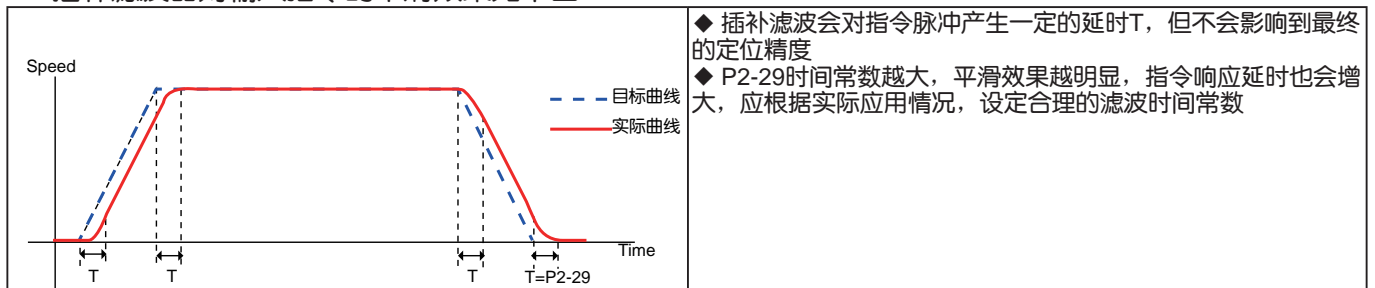 ◆ 插补滤波会对指令脉冲产生一定的延时T，但不会影响到最终
的定位精度
◆ P2-29时间常数越大，平滑效果越明显，指令响应延时也会增
大，应根据实际应用情况，设定合理的滤波时间常数
Speed
目标曲线
实际曲线
Time
T
T
T
T=P2-29